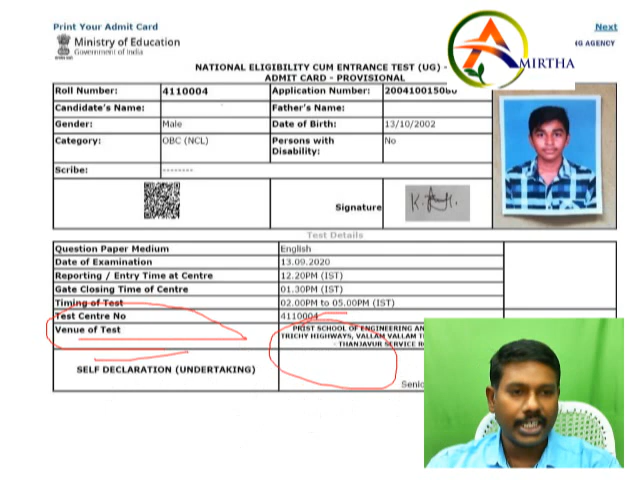 Print Your Admit Card
Next
Ministry of Education
Government of India
AMIRTHA
NG AGENCY
NATIONAL ELIGIBILITY CUM ENTRANCE TEST (UG) -
ADMIT CARD - PROVISIONAL
Roll Number: 4110004 Application Number:
Candidate's Name: Father's Name:
Gender: Male Date of Birth: 13/10/2002
Category: OBC (NCL) Persons with Disability: No
Scribe: --------
Signature
Test Details
Question Paper Medium English
Date of Examination 13.09.2020
Reporting / Entry Time at Centre 12.20PM (IST)
Gate Closing Time of Centre 01.30PM (IST)
Timing of Test 02.00PM to 05.00PM (IST)
Test Centre No 4110004
Venue of Test PRIST SCHOOL OF ENGINEERING AN
TRICHY HIGHWAYS, VALLAM VALLAM T
- THANJAVUR SERVICE R
SELF DECLARATION (UNDERTAKING)
Senio